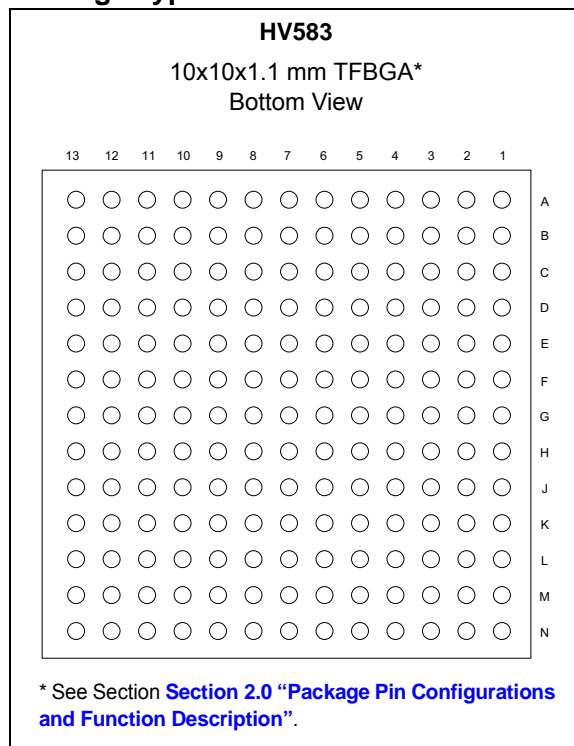 HV583
10x10x1.1 mm TFBGA*
Bottom View
13 12 11 10 9 8 7 6 5 4 3 2 1
A
B
C
D
E
F
G
H
J
K
L
M
N
* See Section Section 2.0 “Package Pin Configurations
and Function Description”.